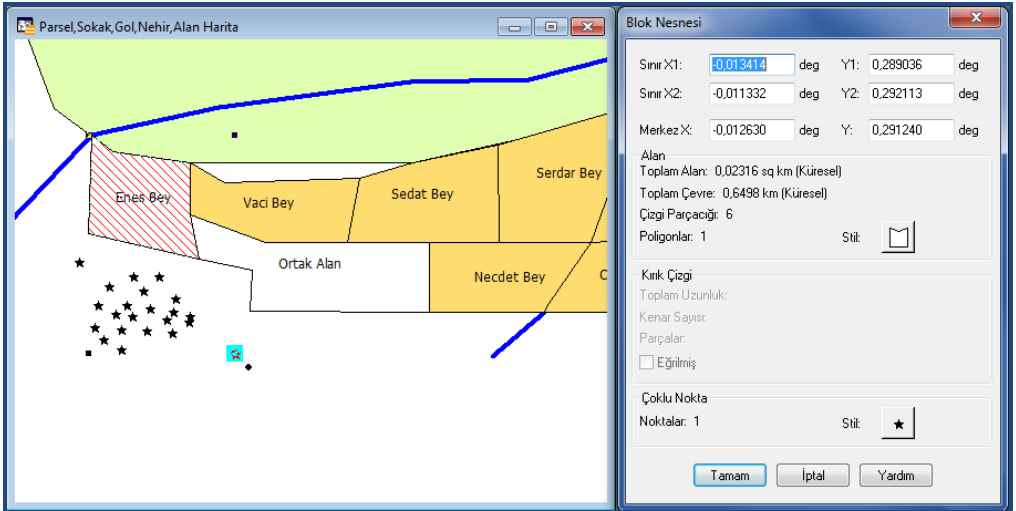 Parsel,Sokak,Gol,Nehir,Alan Harita
Enes Bey
Vaci Bey
Sedat Bey
Serdar Bey
Ortak Alan
Necdet Bey
Blok Nesnesi
Sınır X1: -0,013414 deg Y1: 0,289036 deg
Sınır X2: -0,011332 deg Y2: 0,292113 deg
Merkez X: -0,012630 deg Y: 0,291240 deg
Alan
Toplam Alan: 0,02316 sq km (Küresel)
Toplam Çevre: 0,6498 km (Küresel)
Çizgi Parçacığı: 6
Poligonlar: 1 Stil:
Kırık Çizgi
Toplam Uzunluk:
Kenar Sayısı:
Parçalar:
Eğrilmiş
Çoklu Nokta
Noktalar: 1 Stil:
Tamam İptal Yardım